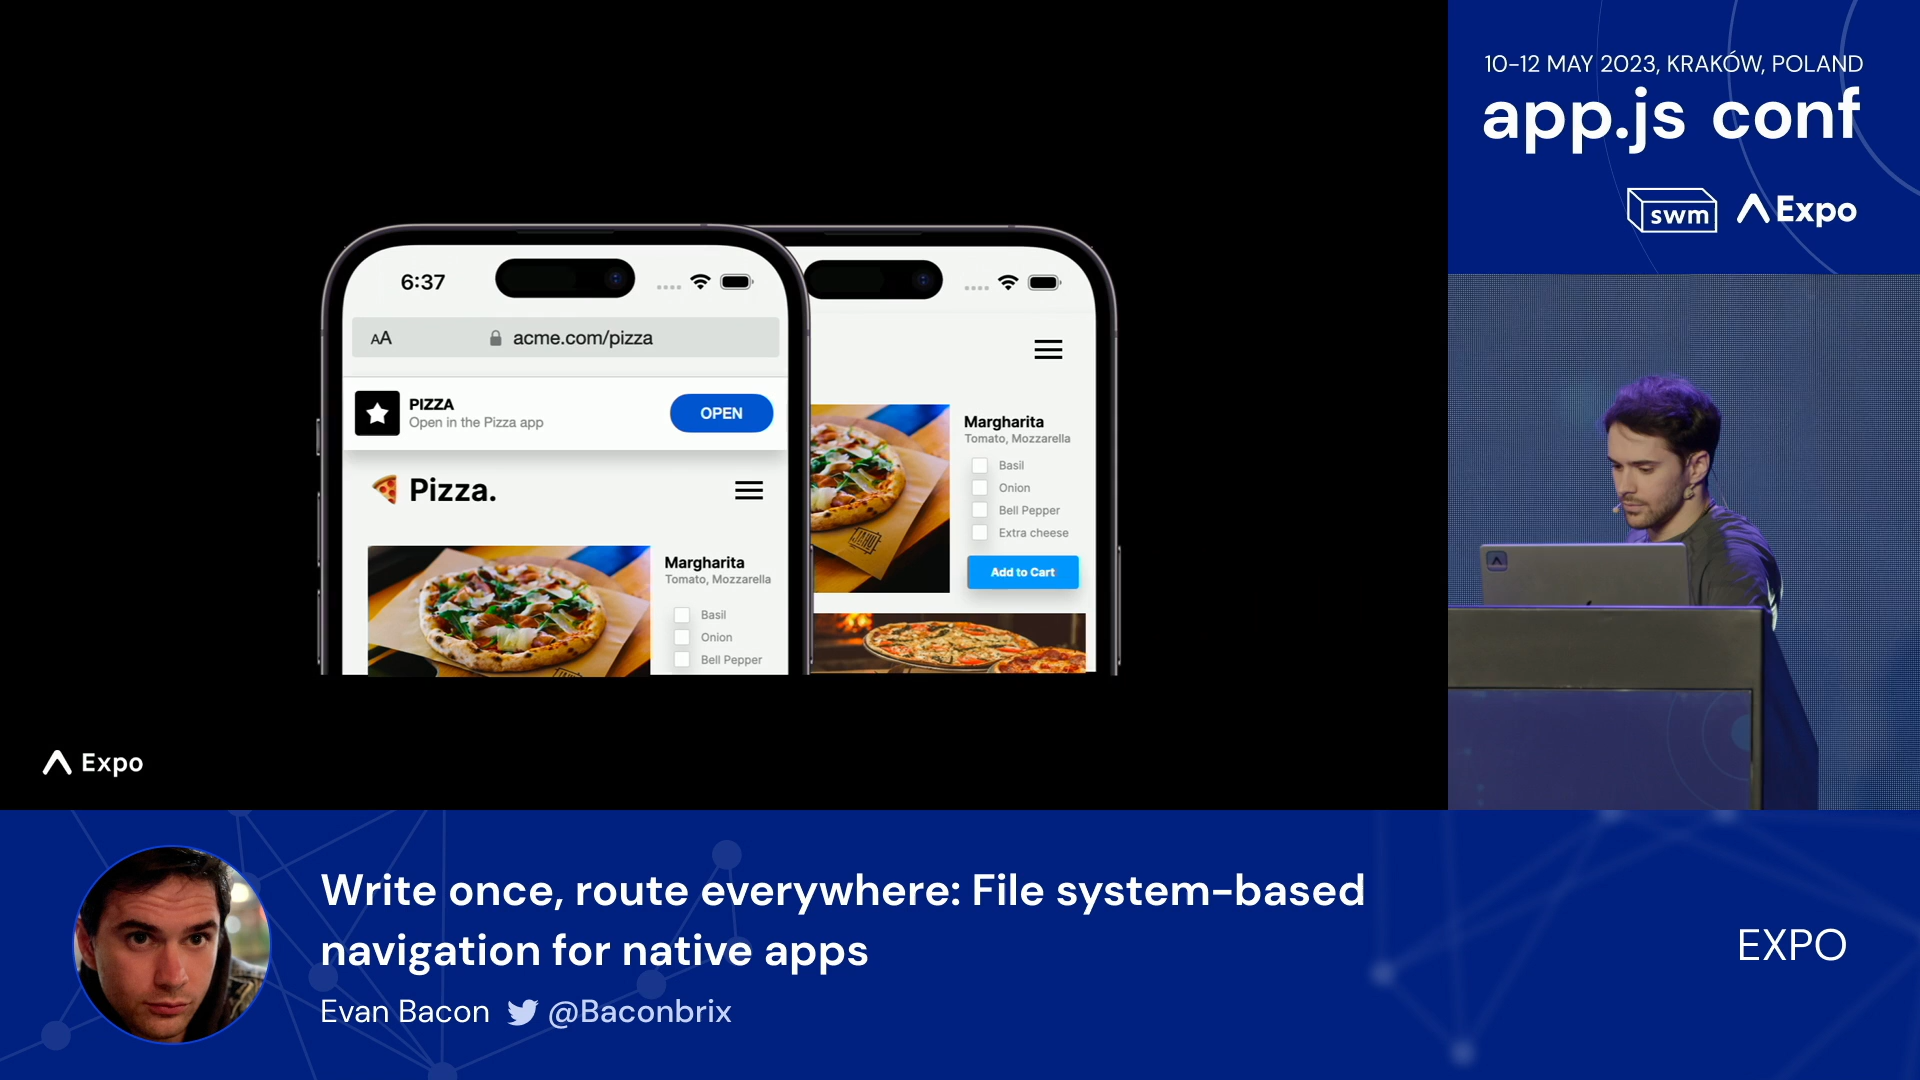 10–12 MAY 2023, KRAKÓW, POLAND
app.js conf
swm
Expo
6:37
AA
acme.com/pizza
PIZZA
Open in the Pizza app
OPEN
Pizza.
Margharita
Tomato, Mozzarella
Basil
Onion
Bell Pepper
Margharita
Tomato, Mozzarella
Basil
Onion
Bell Pepper
Extra cheese
Add to Cart
Expo
Write once, route everywhere: File system-based
navigation for native apps
Evan Bacon @Baconbrix
EXPO